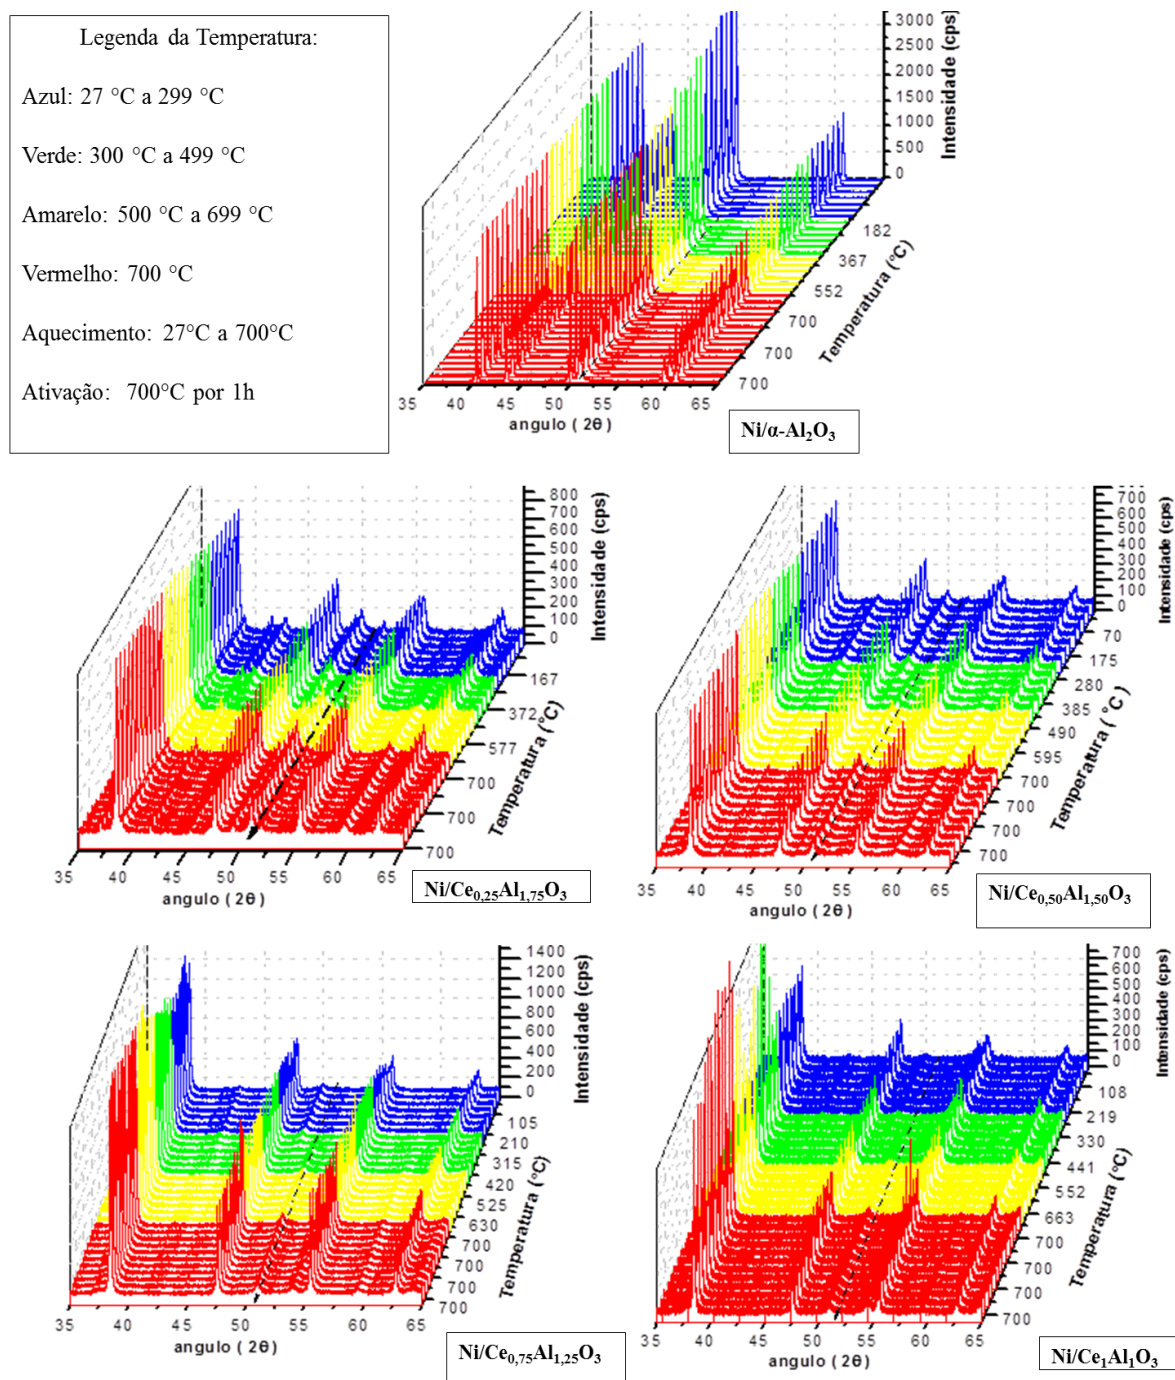 Legenda da Temperatura:
Azul: 27 °C a 299 °C
Verde: 300 °C a 499 °C
Amarelo: 500 °C a 699 °C
Vermelho: 700 °C
Aquecimento: 27°C a 700°C
Ativação: 700°C por 1h
3000
2500
2000
1500
1000
500
0
Intensidade (cps)
182
367
552
700
700
700
Temperatura (°C)
35 40 45 50 55 60 65
angulo ( 2θ)
Ni/α-Al₂O₃
800
700
600
500
400
300
200
100
0
Intensidade (cps)
167
372
577
700
700
700
Temperatura (°C)
35 40 45 50 55 60 65
angulo ( 2θ)
Ni/Ce₀,₂₅Al₁,₇₅O₃
700
600
500
400
300
200
100
0
Intensidade (cps)
70
175
280
385
490
595
700
700
700
Temperatura (°C)
35 40 45 50 55 60 65
angulo ( 2θ)
Ni/Ce₀,₅₀Al₁,₅₀O₃
1400
1200
1000
800
600
400
200
0
Intensidade (cps)
105
210
315
420
525
630
700
700
700
Temperatura (°C)
35 40 45 50 55 60 65
angulo ( 2θ)
Ni/Ce₀,₇₅Al₁,₂₅O₃
700
600
500
400
300
200
100
0
Intensidade (cps)
108
219
330
441
552
663
700
700
700
Temperatura (°C)
35 40 45 50 55 60 65
angulo ( 2θ)
Ni/Ce₁Al₁O₃